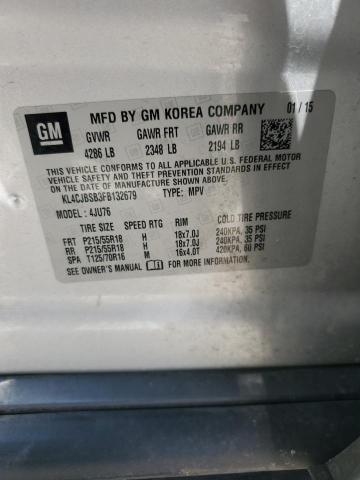 GM
MFD BY GM KOREA COMPANY 01/15
GVWR GAWR FRT GAWR RR
4286 LB 2348 LB 2194 LB
THIS VEHICLE CONFORMS TO ALL APPLICABLE U.S. FEDERAL MOTOR
VEHICLE SAFETY AND THEFT PREVENTION STANDARDS IN
EFFECT ON THE DATE OF MANUFACTURE SHOWN ABOVE.
KL4CJBSB3FB132679 TYPE: MPV
MODEL: 4JU76
TIRE SIZE SPEED RTG RIM COLD TIRE PRESSURE
FRT P215/55R18 H 18x7.0J 240KPA, 35 PSI
RR P215/55R18 H 18x7.0J 240KPA, 35 PSI
SPA T125/70R16 M 16x4.0T 420KPA, 60 PSI
SEE OWNER'S MANUAL FOR MORE INFORMATION.